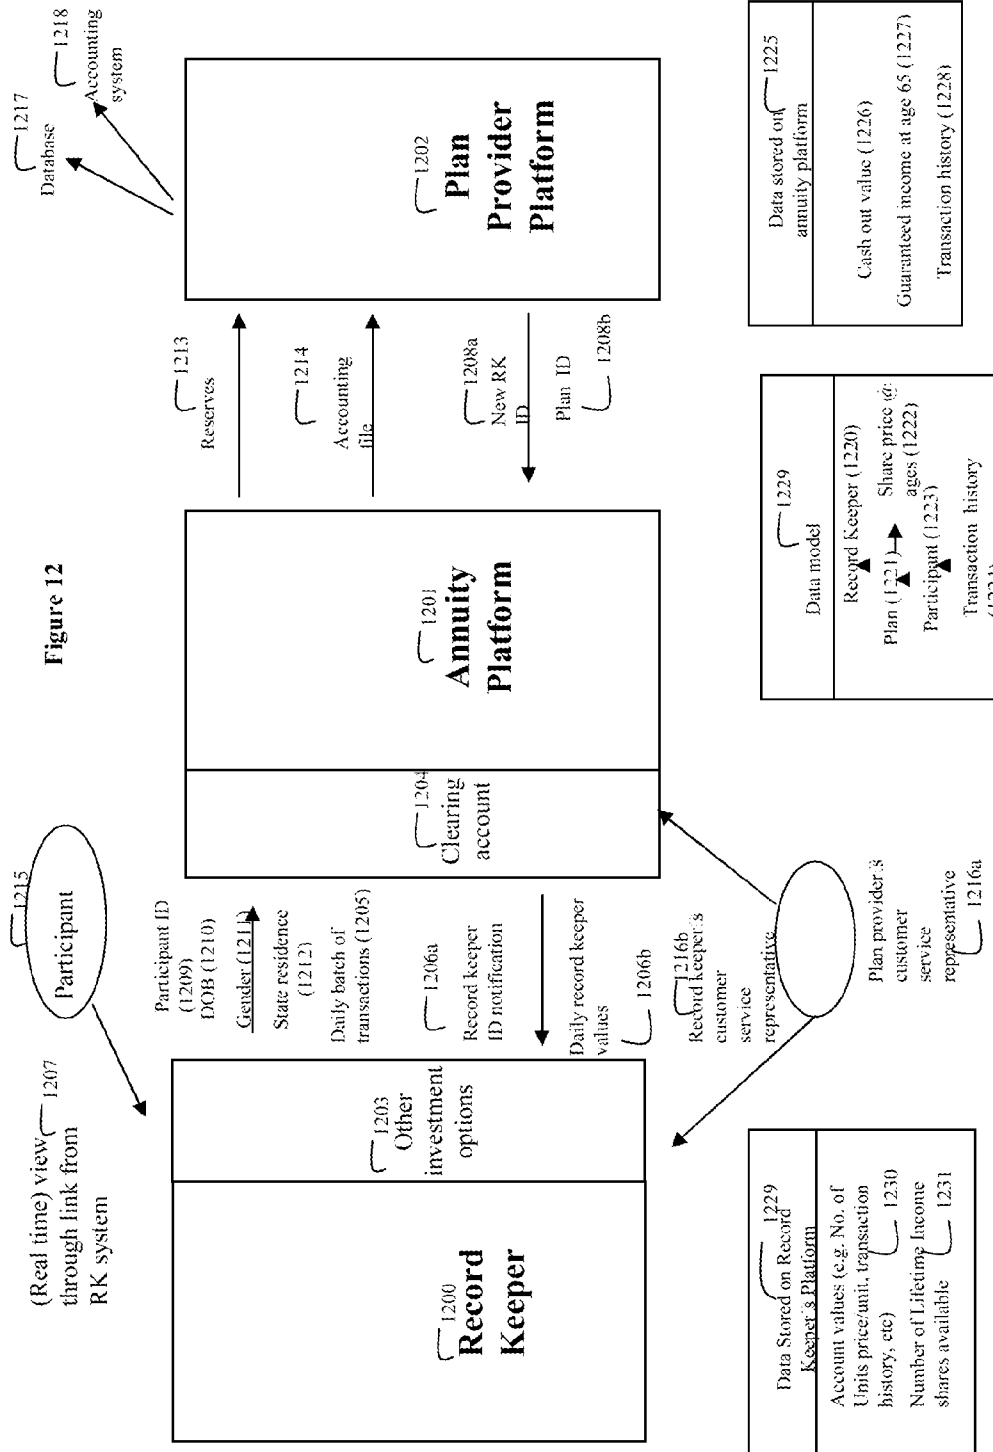 Figure 12
(Real time) view
1207
through link from
RK system
1215
Participant
1217
Database
1218
Accounting
system
1200
Record
Keeper
1203
Other
investment
options
Participant ID
(1209)
DOB (1210)
Gender (1211)
State residence
(1212)
Daily batch of
transactions (1205)
1206a
Record keeper
ID notification
Daily record keeper
values
1206b
1204
Clearing
account
1201
Annuity
Platform
1213
Reserves
1214
Accounting
file
1208a
New RK
ID
Plan ID
1208b
1202
Plan
Provider
Platform
1216b
Record keeper's
customer
service
representative
Plan provider's
customer
service
representative
1216a
1229
Data Stored on Record
Keeper's Platform
Account values (e.g. No. of
Units price/unit, transaction
history, etc)
1230
Number of Lifetime Income
shares available
1231
1229
Data model
Record Keeper (1220)
Plan (1221)
Share price @
ages (1222)
Participant (1223)
Transaction history
1225
Data stored on
annuity platform
Cash out value (1226)
Guaranteed income at age 65 (1227)
Transaction history (1228)